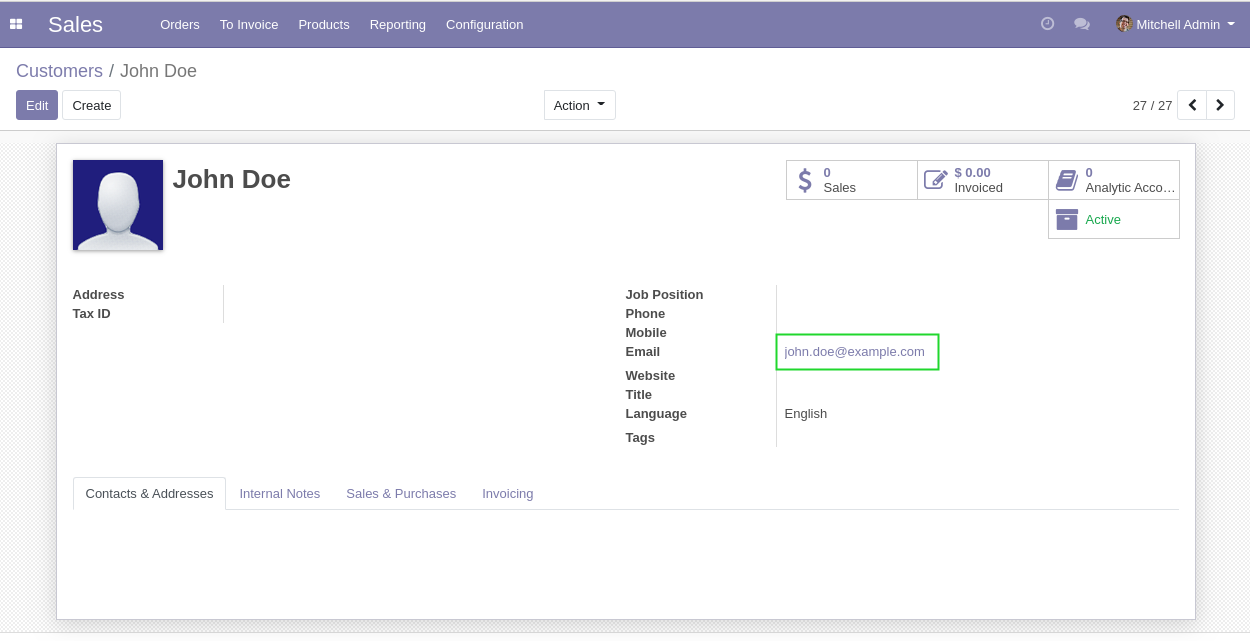 Sales Orders To Invoice Products Reporting Configuration Mitchell Admin
Customers / John Doe
Edit Create Action 27 / 27
John Doe
0
Sales
$ 0.00
Invoiced
0
Analytic Acco...
Active
Address
Tax ID
Job Position
Phone
Mobile
Email john.doe@example.com
Website
Title
Language English
Tags
Contacts & Addresses Internal Notes Sales & Purchases Invoicing